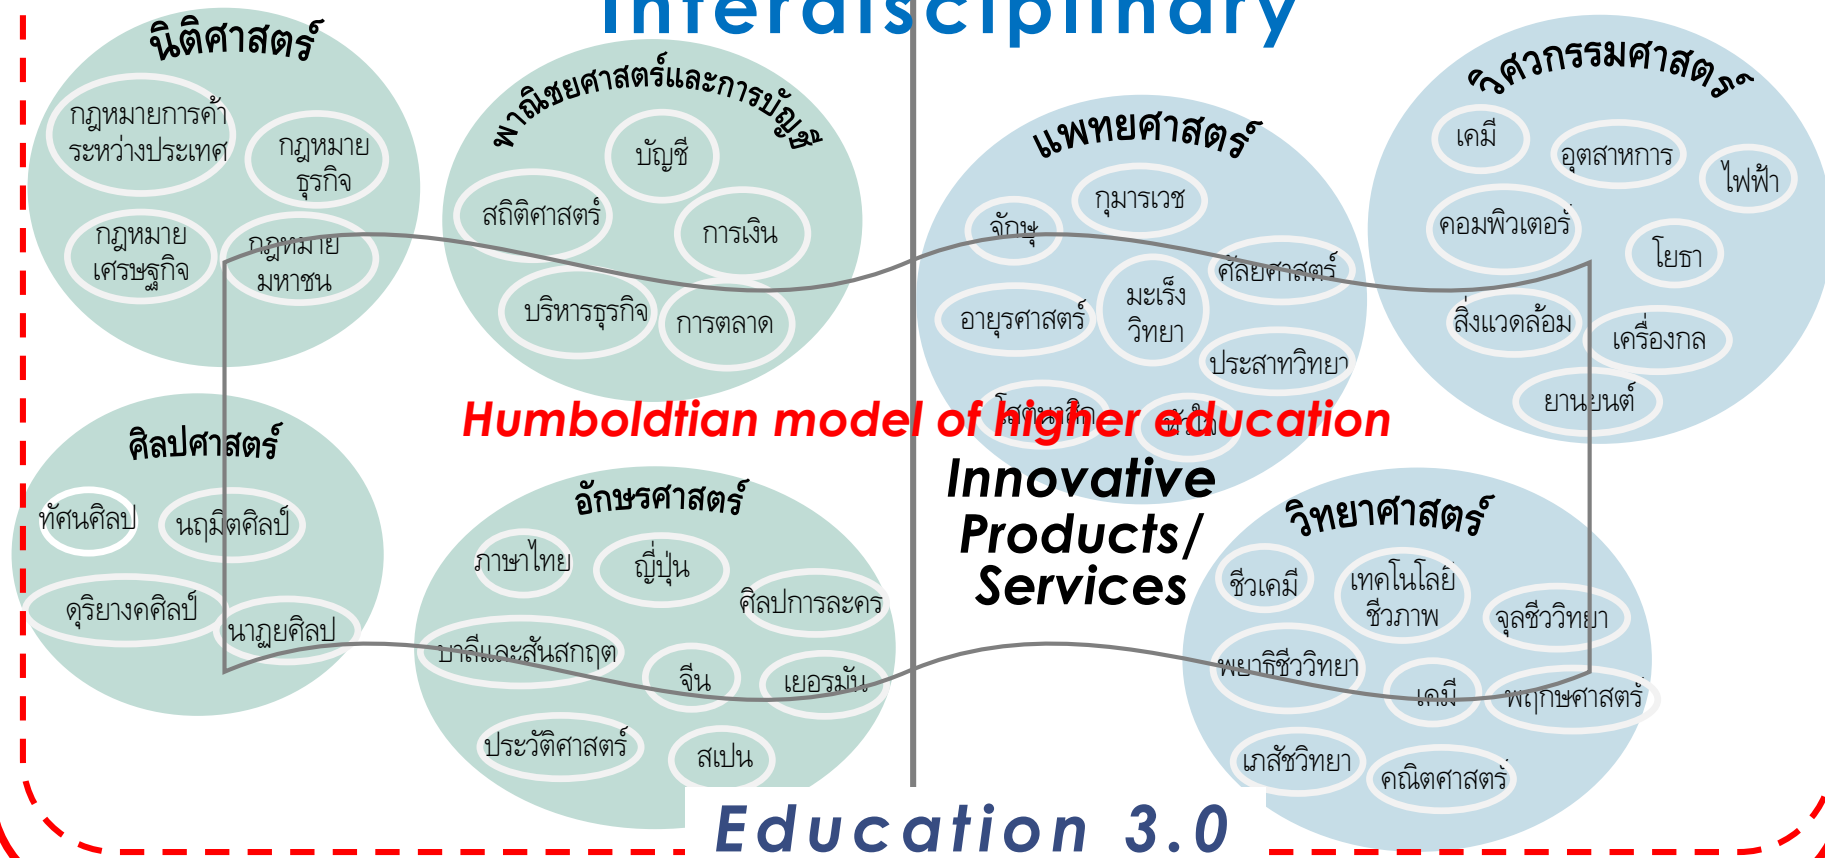 Interdisciplinary
นิติศาสตร์
กฎหมายการค้า
ระหว่างประเทศ
กฎหมาย
ธุรกิจ
กฎหมาย
เศรษฐกิจ
กฎหมาย
มหาชน
พาณิชยศาสตร์และการบัญชี
บัญชี
สถิติศาสตร์
การเงิน
บริหารธุรกิจ
การตลาด
แพทยศาสตร์
กุมารเวช
จักษุ
ศัลยศาสตร์
มะเร็ง
วิทยา
อายุรศาสตร์
ประสาทวิทยา
โสตนาสิก
หัวใจ
วิศวกรรมศาสตร์
เคมี
อุตสาหการ
ไฟฟ้า
คอมพิวเตอร์
โยธา
สิ่งแวดล้อม
เครื่องกล
ยานยนต์
Humboldtian model of higher education
Innovative
Products/
Services
ศิลปศาสตร์
ทัศนศิลป
นฤมิตศิลป์
ดุริยางคศิลป์
นาฏยศิลป
อักษรศาสตร์
ภาษาไทย
ญี่ปุ่น
ศิลปการละคร
บาลีและสันสกฤต
จีน
เยอรมัน
ประวัติศาสตร์
สเปน
วิทยาศาสตร์
ชีวเคมี
เทคโนโลยี
ชีวภาพ
จุลชีววิทยา
พยาธิชีววิทยา
เคมี
พฤกษศาสตร์
เภสัชวิทยา
คณิตศาสตร์
Education 3.0